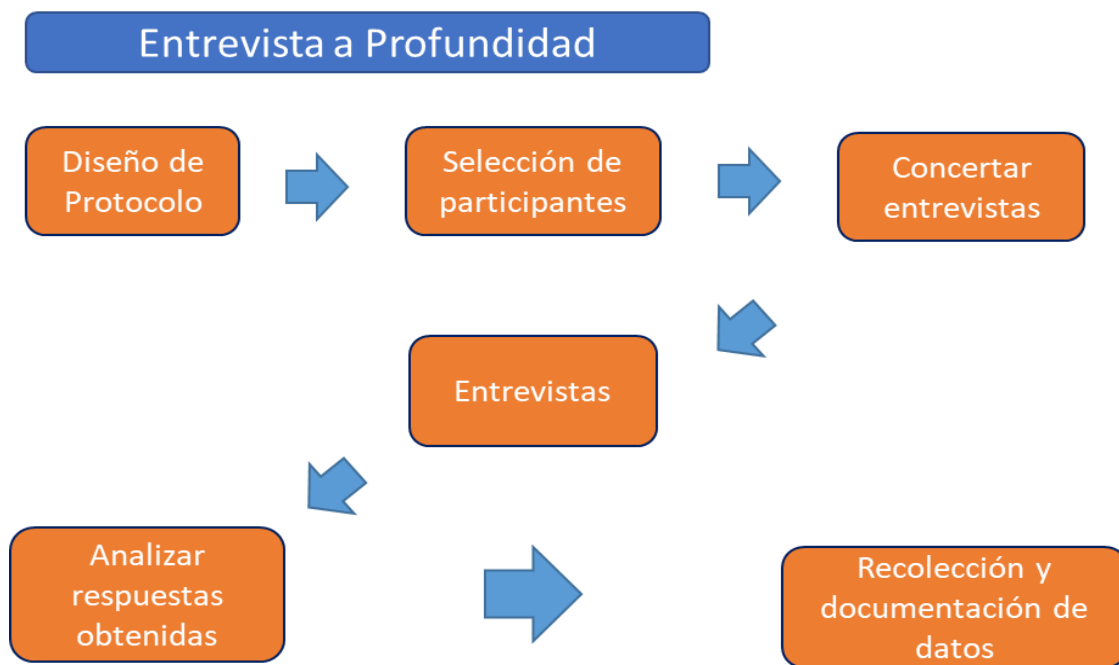 Entrevista a Profundidad
Diseño de
Protocolo
Selección de
participantes
Concertar
entrevistas
Entrevistas
Analizar
respuestas
obtenidas
Recolección y
documentación de
datos